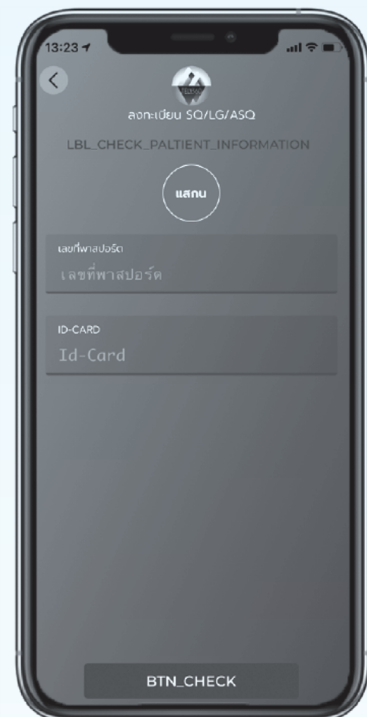 13:23
ลงทะเบียน SQ/LG/ASQ
LBL_CHECK_PALTIENT_INFORMATION
แสกน
เลขที่พาสปอร์ต
เลขที่พาสปอร์ต
ID-CARD
Id-Card
BTN_CHECK